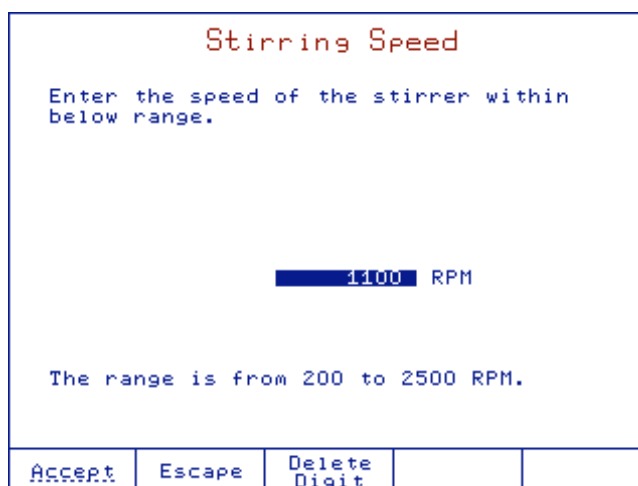 Stirring Speed
Enter the speed of the stirrer within
below range.
1100 RPM
The range is from 200 to 2500 RPM.
Accept
Escape
Delete
Digit